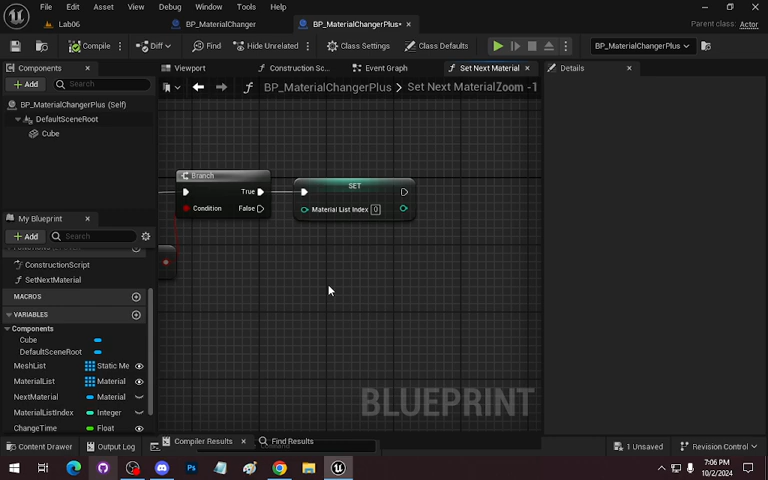 File Edit Asset View Debug Window Tools Help
Lab06 BP_MaterialChanger BP_MaterialChangerPlus• Parent class: Actor
Compile Diff Find Hide Unrelated Class Settings Class Defaults BP_MaterialChangerPlus
Components Viewport Construction Sc... Event Graph Set Next Material Details
+ Add Search BP_MaterialChangerPlus > Set Next Material Zoom -1
BP_MaterialChangerPlus (Self)
DefaultSceneRoot
Cube
Branch
True
Condition False
SET
Material List Index 0
My Blueprint
+ Add Search
ConstructionScript
SetNextMaterial
MACROS
VARIABLES
Components
Cube
DefaultSceneRoot
MeshList Static Me
MaterialList Material
NextMaterial Material
MaterialListIndex Integer
ChangeTime Float
BLUEPRINT
Compiler Results Find Results
Content Drawer Output Log 1 Unsaved Revision Control
Ps
7:06 PM
10/2/2024